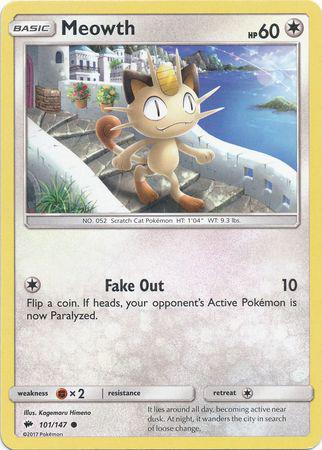 BASIC Meowth HP 60
NO. 052 Scratch Cat Pokémon HT: 1'04" WT: 9.3 lbs.
Fake Out 10
Flip a coin. If heads, your opponent's Active Pokémon is
now Paralyzed.
weakness × 2 resistance retreat
Illus. Kagemaru Himeno
101/147
©2017 Pokémon
It lies around all day, becoming active near
dusk. At night, it wanders the city in search
of loose change.